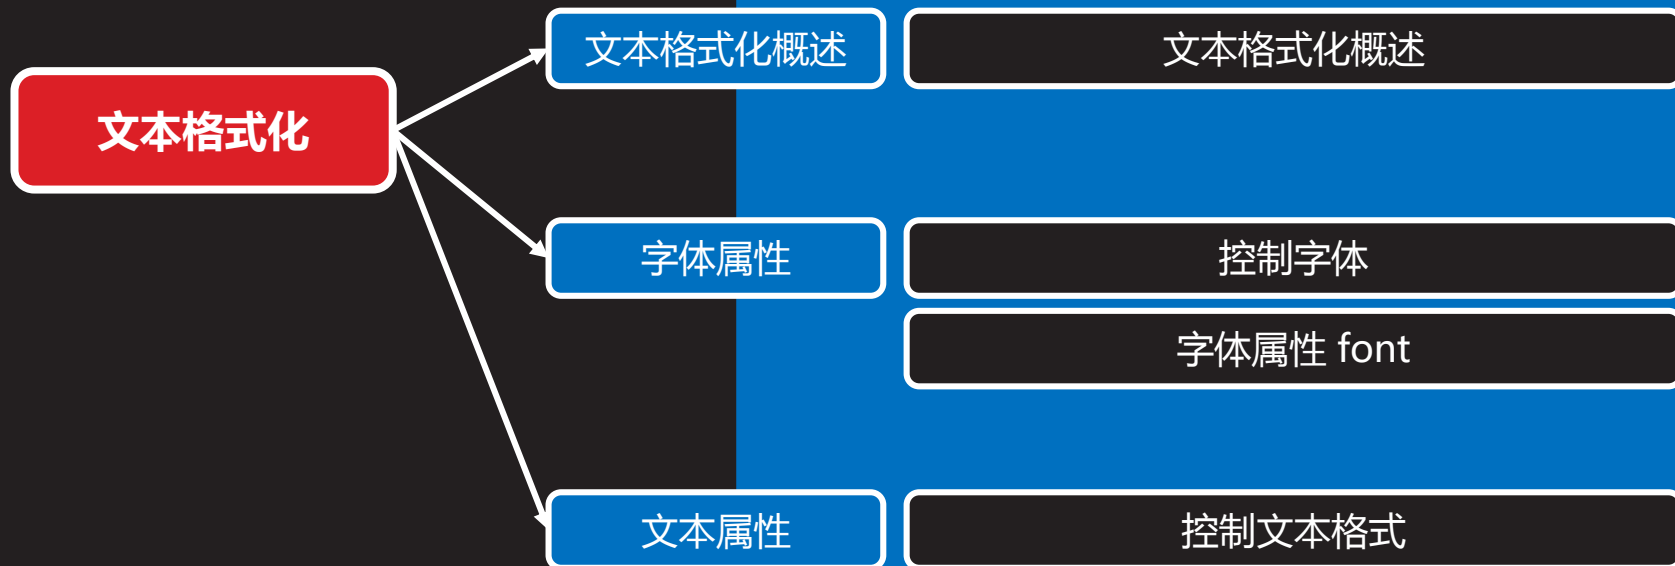 文本格式化
文本格式化概述
文本格式化概述
字体属性
控制字体
字体属性 font
文本属性
控制文本格式